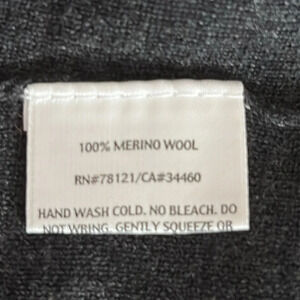 100% MERINO WOOL
RN#78121/CA#34460
HAND WASH COLD. NO BLEACH. DO
NOT WRING. GENTLY SQUEEZE OR